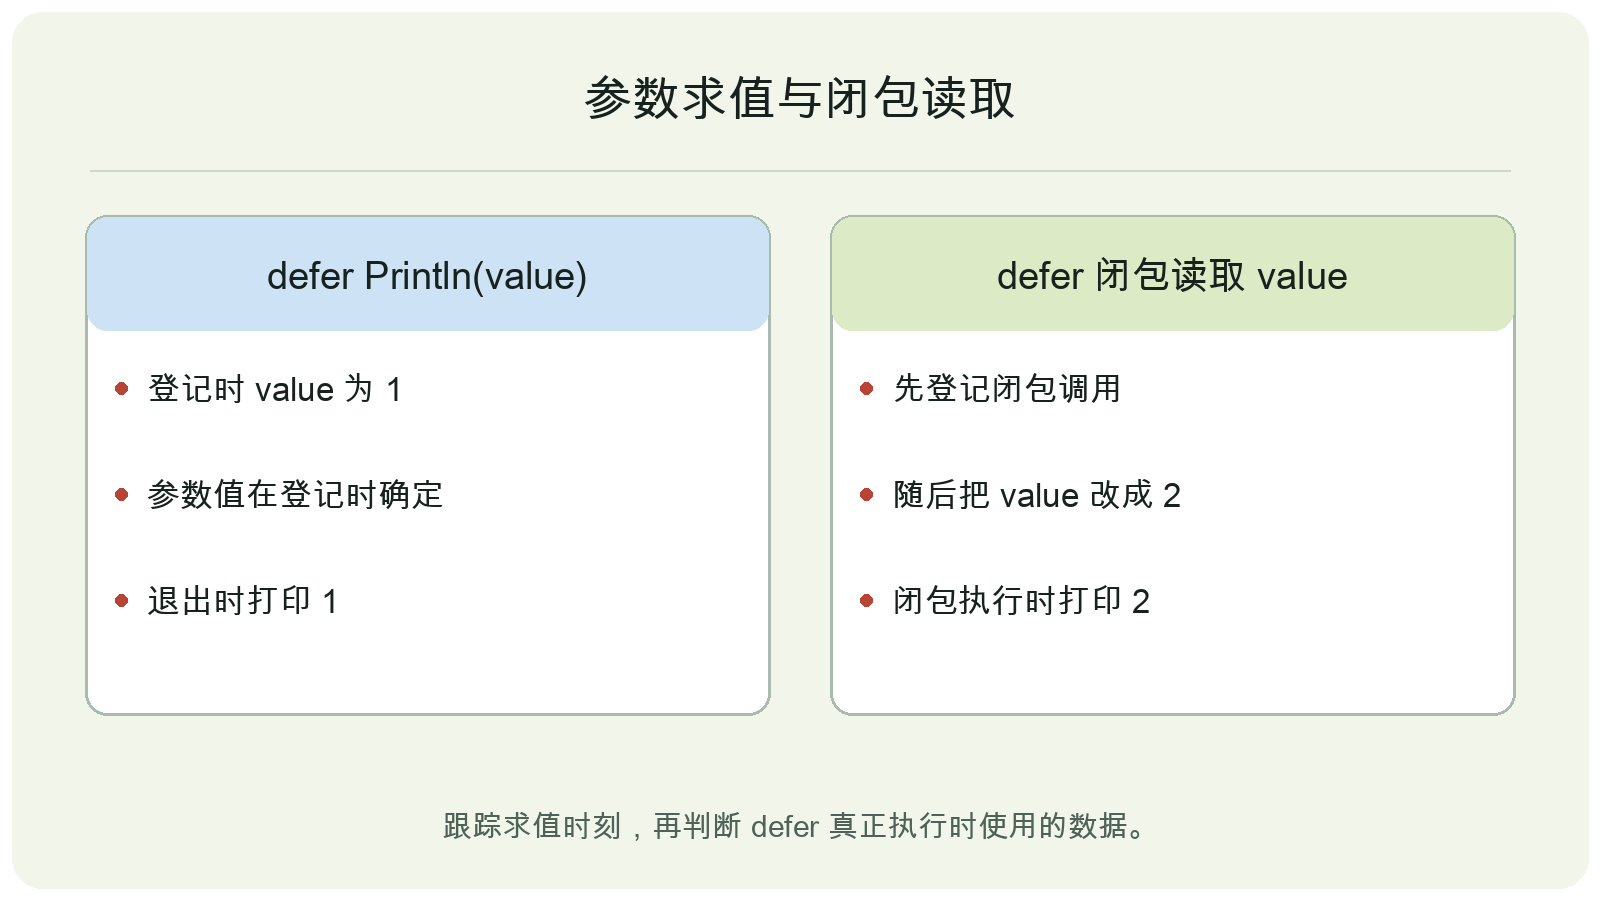 参数求值与闭包读取
defer Println(value)
登记时 value 为 1
参数值在登记时确定
退出时打印 1
defer 闭包读取 value
先登记闭包调用
随后把 value 改成 2
闭包执行时打印 2
跟踪求值时刻，再判断 defer 真正执行时使用的数据。